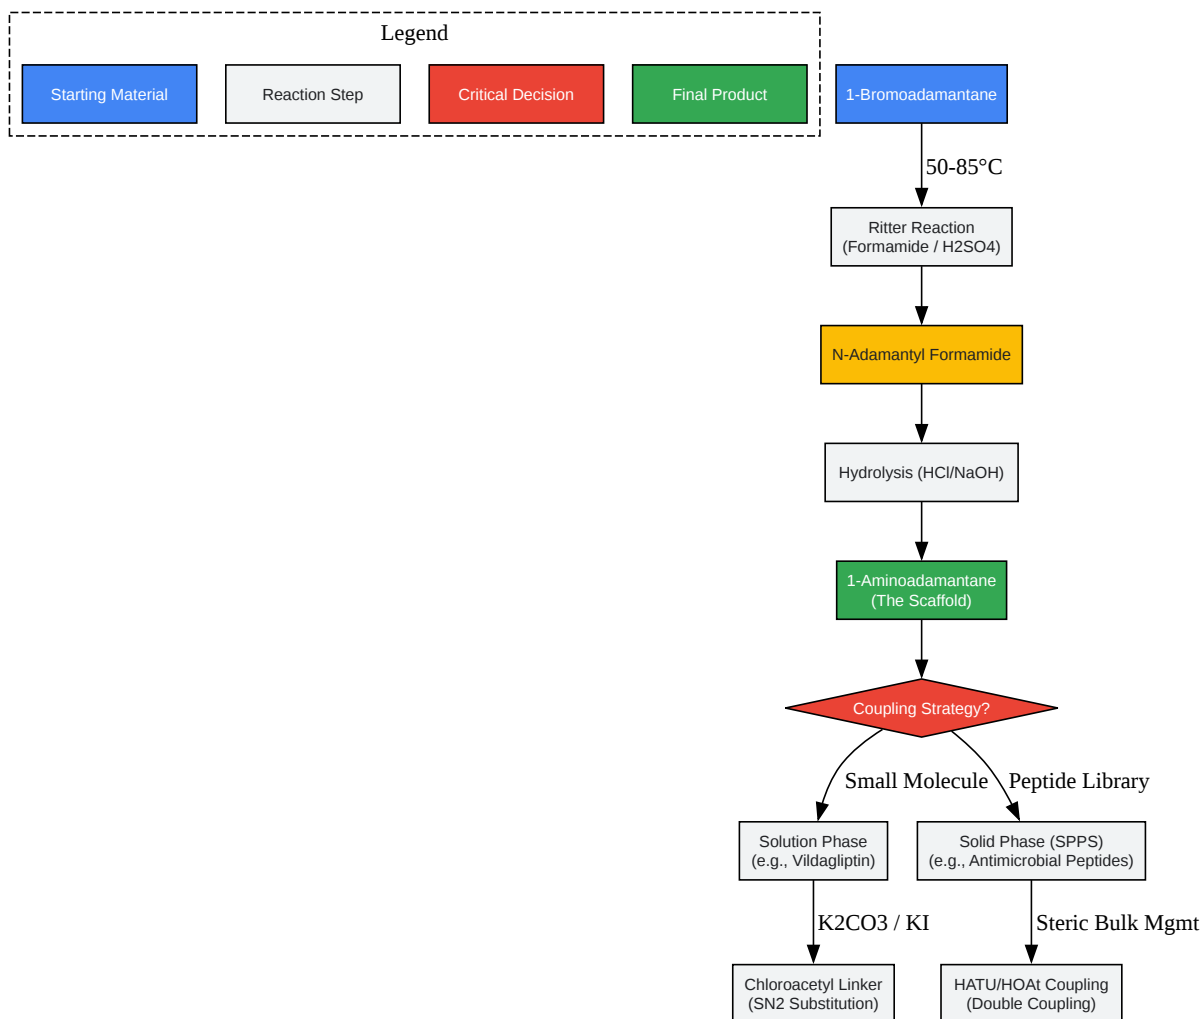 Legend
Starting Material
Reaction Step
Critical Decision
Final Product
1-Bromoadamantane
50-85°C
Ritter Reaction
(Formamide / H2SO4)
N-Adamantyl Formamide
Hydrolysis (HCl/NaOH)
1-Aminoadamantane
(The Scaffold)
Coupling Strategy?
Small Molecule
Peptide Library
Solution Phase
(e.g., Vildagliptin)
Solid Phase (SPPS)
(e.g., Antimicrobial Peptides)
K2CO3 / KI
Steric Bulk Mgmt
Chloroacetyl Linker
(SN2 Substitution)
HATU/HOAt Coupling
(Double Coupling)